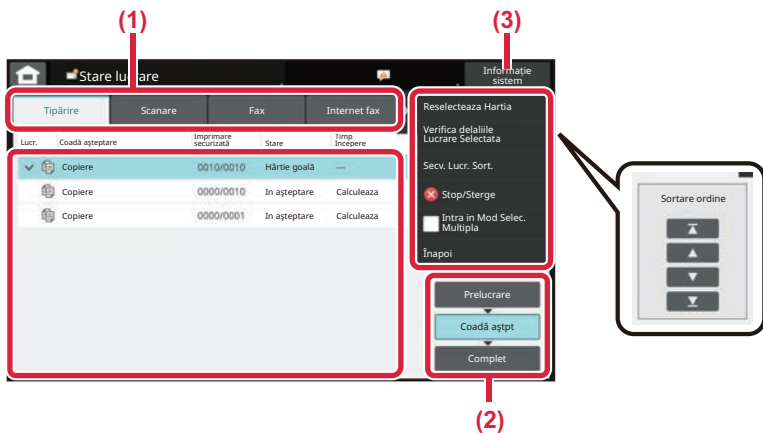 (1)
(3)
Stare lucrare
Informație
sistem
Tipărire
Scanare
Fax
Internet fax
Lucr.
Coadă aşteptare
Imprimare
securizată
Stare
Timp
Începere
Copiere
0010/0010
Hârtie goală
---
Copiere
0000/0010
In aşteptare
Calculeaza
Copiere
0000/0001
In aşteptare
Calculeaza
Reselecteaza Hartia
Verifica delaliile
Lucrare Selectata
Secv. Lucr. Sort.
Stop/Sterge
Intra in Mod Selec.
Multipla
Înapoi
Prelucrare
Coadă aştpt
Complet
Sortare ordine
(2)